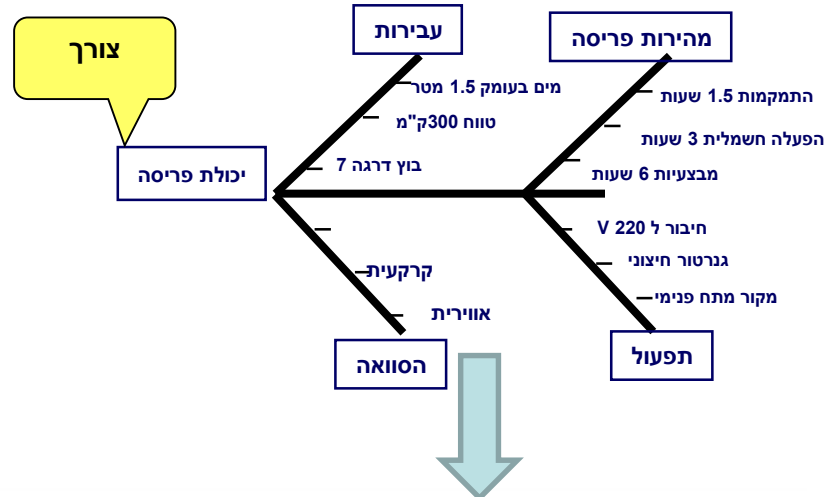 צורך
עבירות
מהירות פריסה
מים בעומק 1.5 מטר
התמקמות 1.5 שעות
טווח 300ק"מ
הפעלה חשמלית 3 שעות
בוץ דרגה 7
מבצעיות 6 שעות
יכולת פריסה
חיבור ל 220 V
קרקעית
גנרטור חיצוני
אווירית
מקור מתח פנימי
הסוואה
תפעול